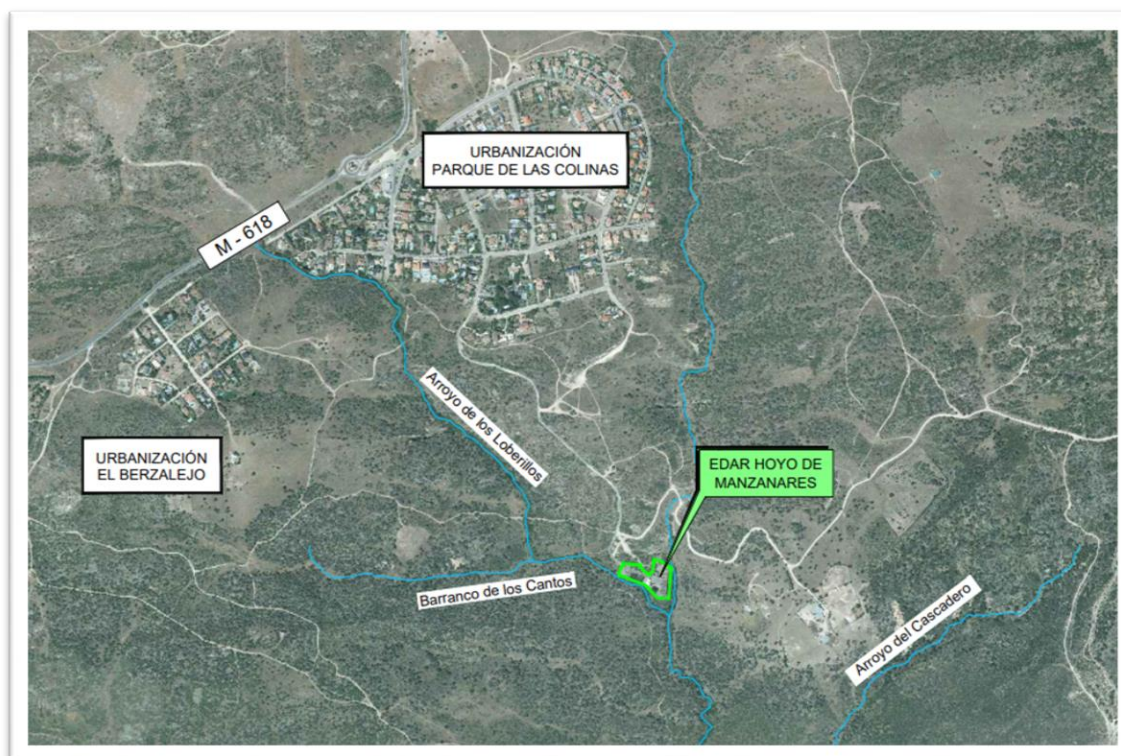 URBANIZACIÓN
PARQUE DE LAS COLINAS
M - 618
Arroyo de los Loberillos
URBANIZACIÓN
EL BERZALEJO
EDAR HOYO DE
MANZANARES
Barranco de los Cantos
Arroyo del Cascadero